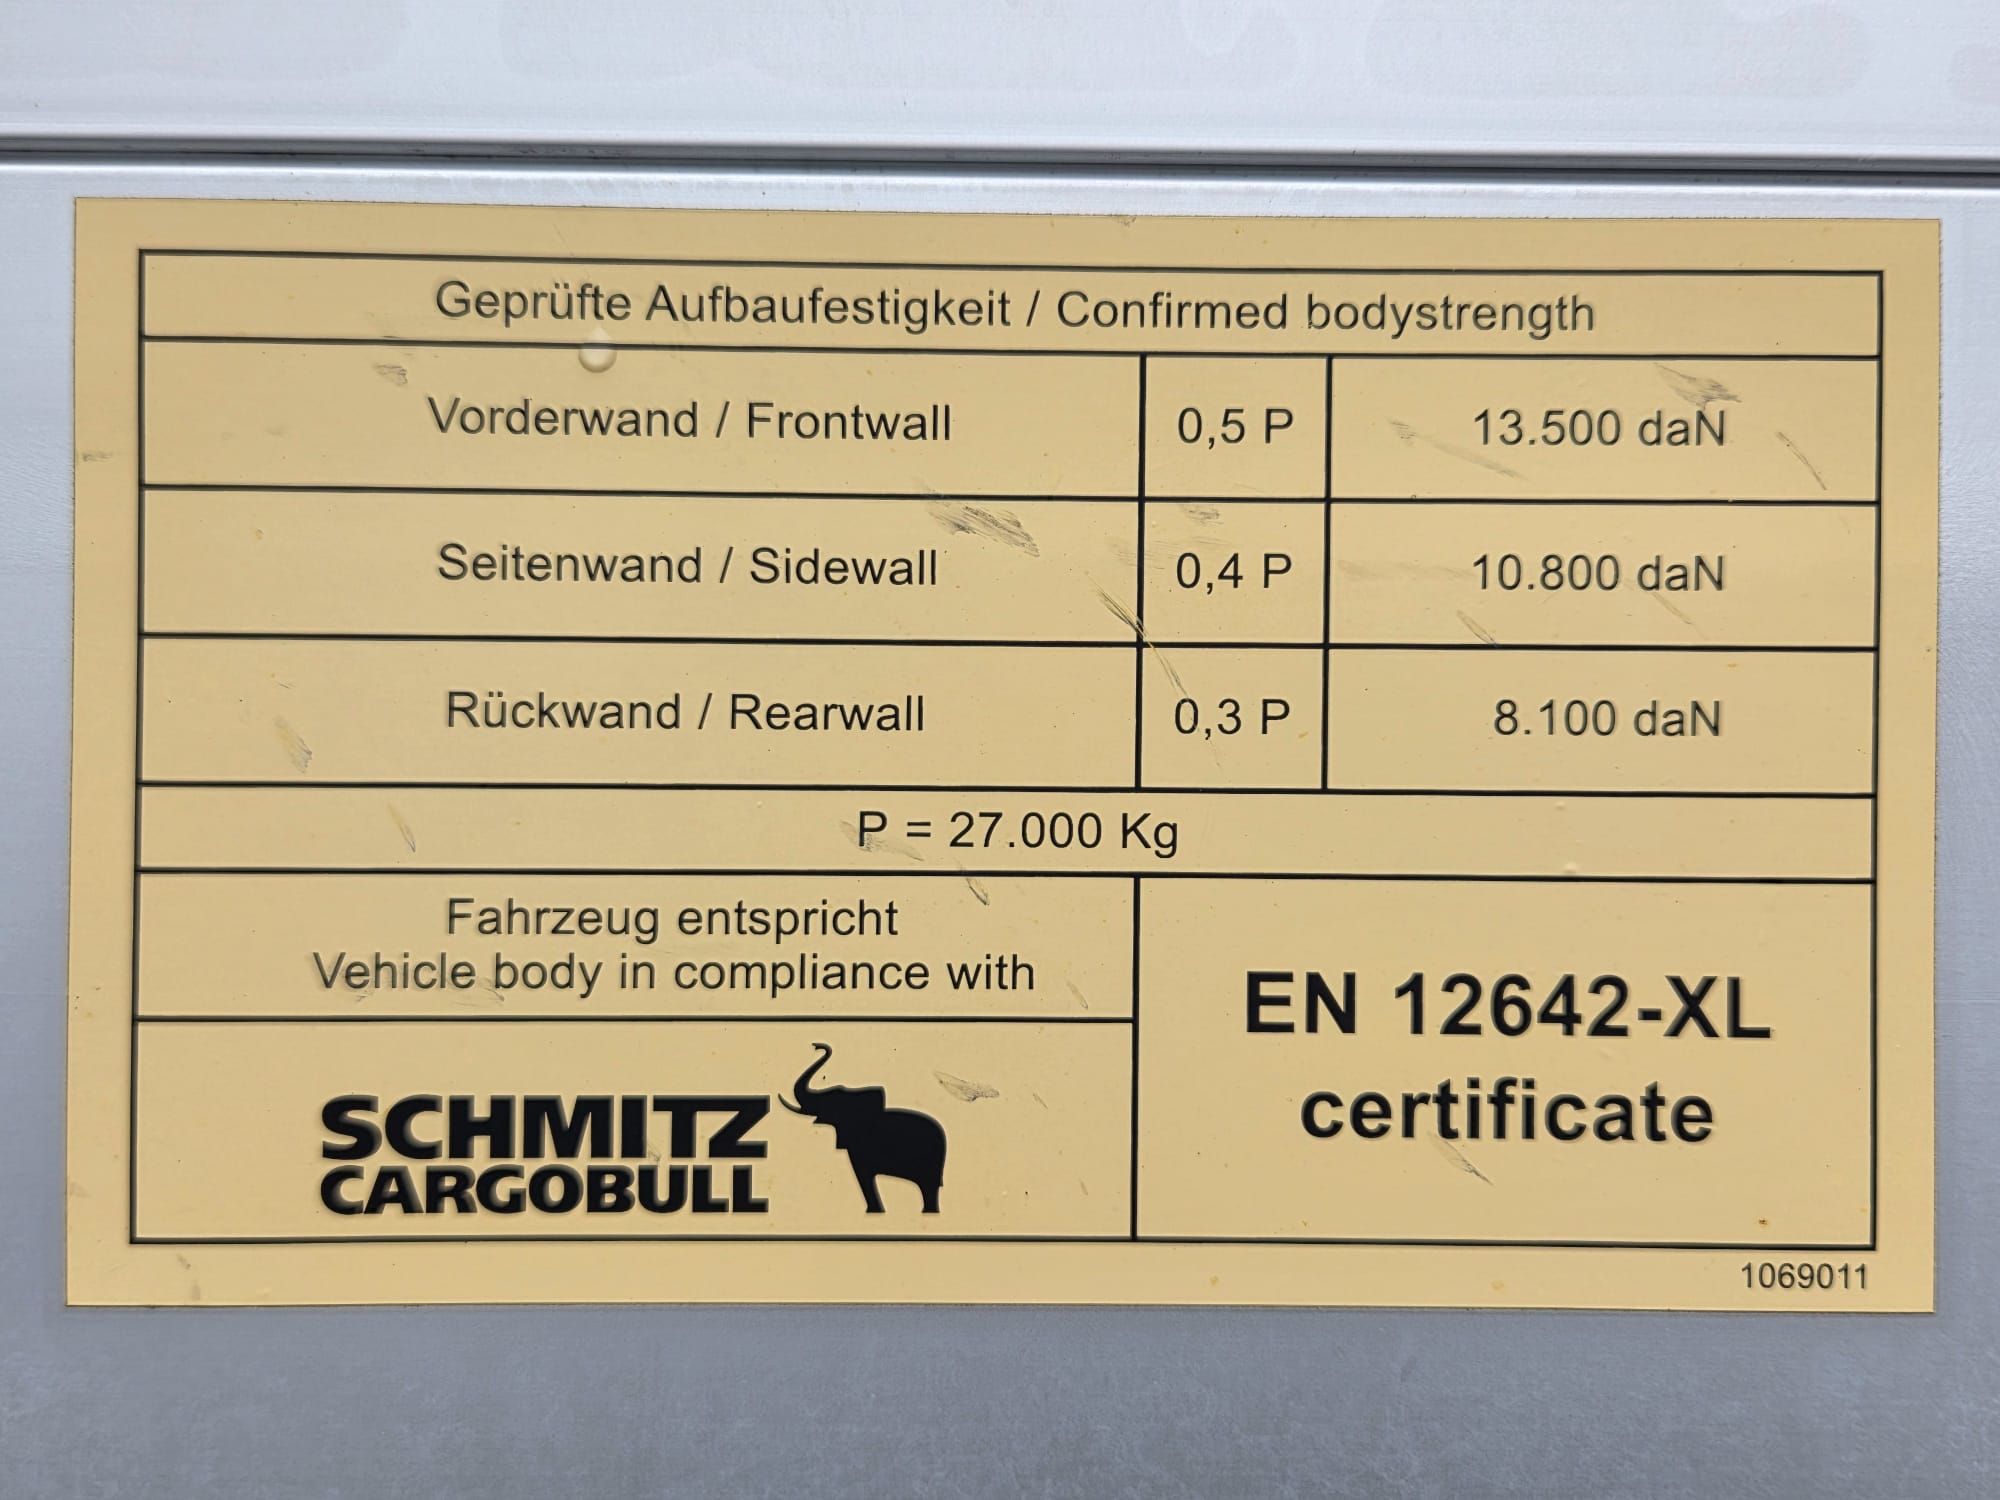 Geprüfte Aufbaufestigkeit / Confirmed bodystrength
Vorderwand / Frontwall 0,5 P 13.500 daN
Seitenwand / Sidewall 0,4 P 10.800 daN
Rückwand / Rearwall 0,3 P 8.100 daN
P = 27.000 Kg
Fahrzeug entspricht
Vehicle body in compliance with
EN 12642-XL
certificate
SCHMITZ
CARGOBULL
1069011